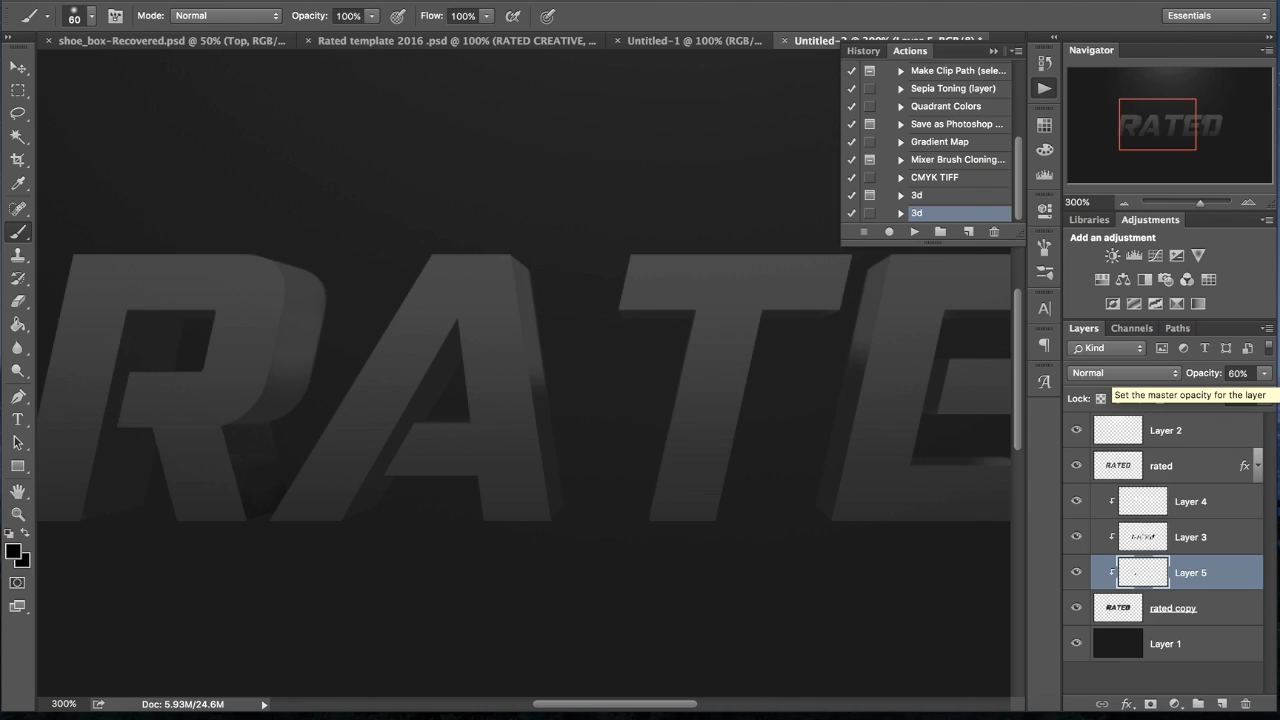 60 Mode: Normal Opacity: 100% Flow: 100% Essentials
× shoe_box-Recovered.psd @ 50% (Top, RGB/... × Rated template 2016 .psd @ 100% (RATED CREATIVE, ... × Untitled-1 @ 100% (RGB/... ×
History Actions
Make Clip Path (sele...
Sepia Toning (layer)
Quadrant Colors
Save as Photoshop ...
Gradient Map
Mixer Brush Cloning...
CMYK TIFF
3d
3d
Navigator
RATED
300%
Libraries Adjustments
Add an adjustment
Layers Channels Paths
Kind
Normal Opacity: 60%
Lock:
Set the master opacity for the layer
Layer 2
RATED rated fx
Layer 4
Layer 3
Layer 5
RATED rated copy
Layer 1
RATE
300% Doc: 5.93M/24.6M